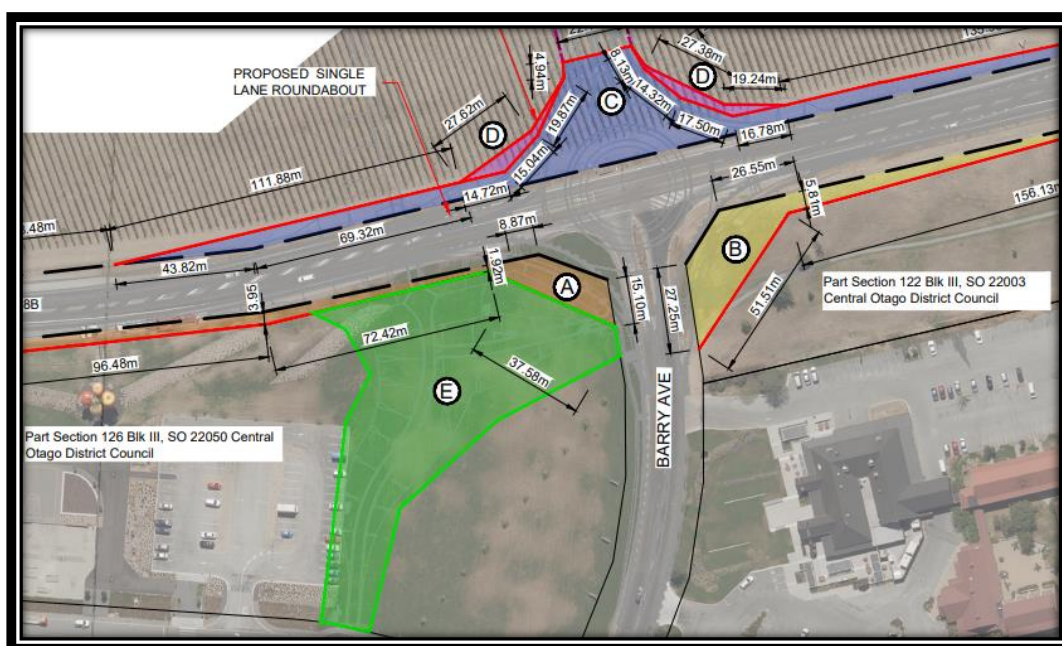 27.38m
135.3
4.94m
8.13m
D
19.24m
PROPOSED SINGLE
LANE ROUNDABOUT
C
27.62m
19.87m
14.32m
D
17.50m
16.78m
15.04m
111.88m
14.72m
26.55m
5.81m
156.13m
.48m
69.32m
8.87m
43.82m
1.92m
B
A
15.10m
27.25m
51.51m
Part Section 122 Blk III, SO 22003
Central Otago District Council
8B
3.95
72.42m
96.48m
37.58m
E
BARRY AVE
Part Section 126 Blk III, SO 22050 Central
Otago District Council